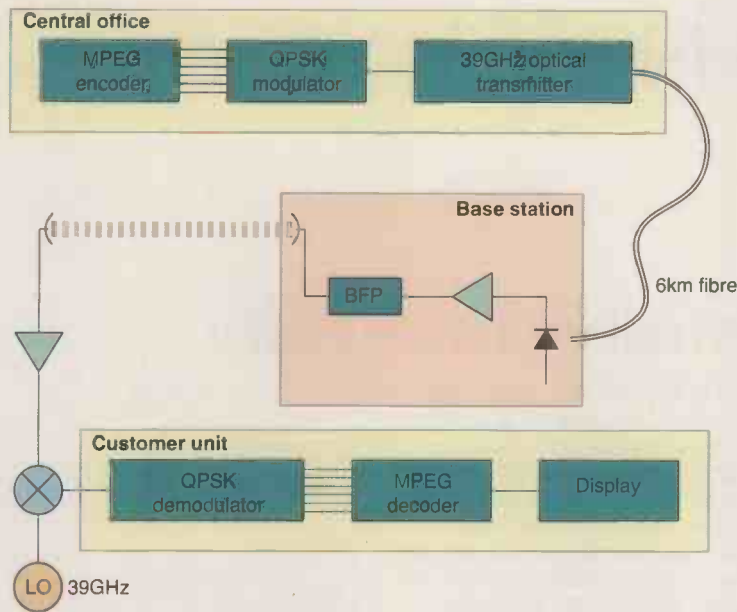 Central office
MPEG
encoder
QPSK
modulator
39GHz optical
transmitter
Base station
BFP
6km fibre
Customer unit
QPSK
demodulator
MPEG
decoder
Display
LO
39GHz